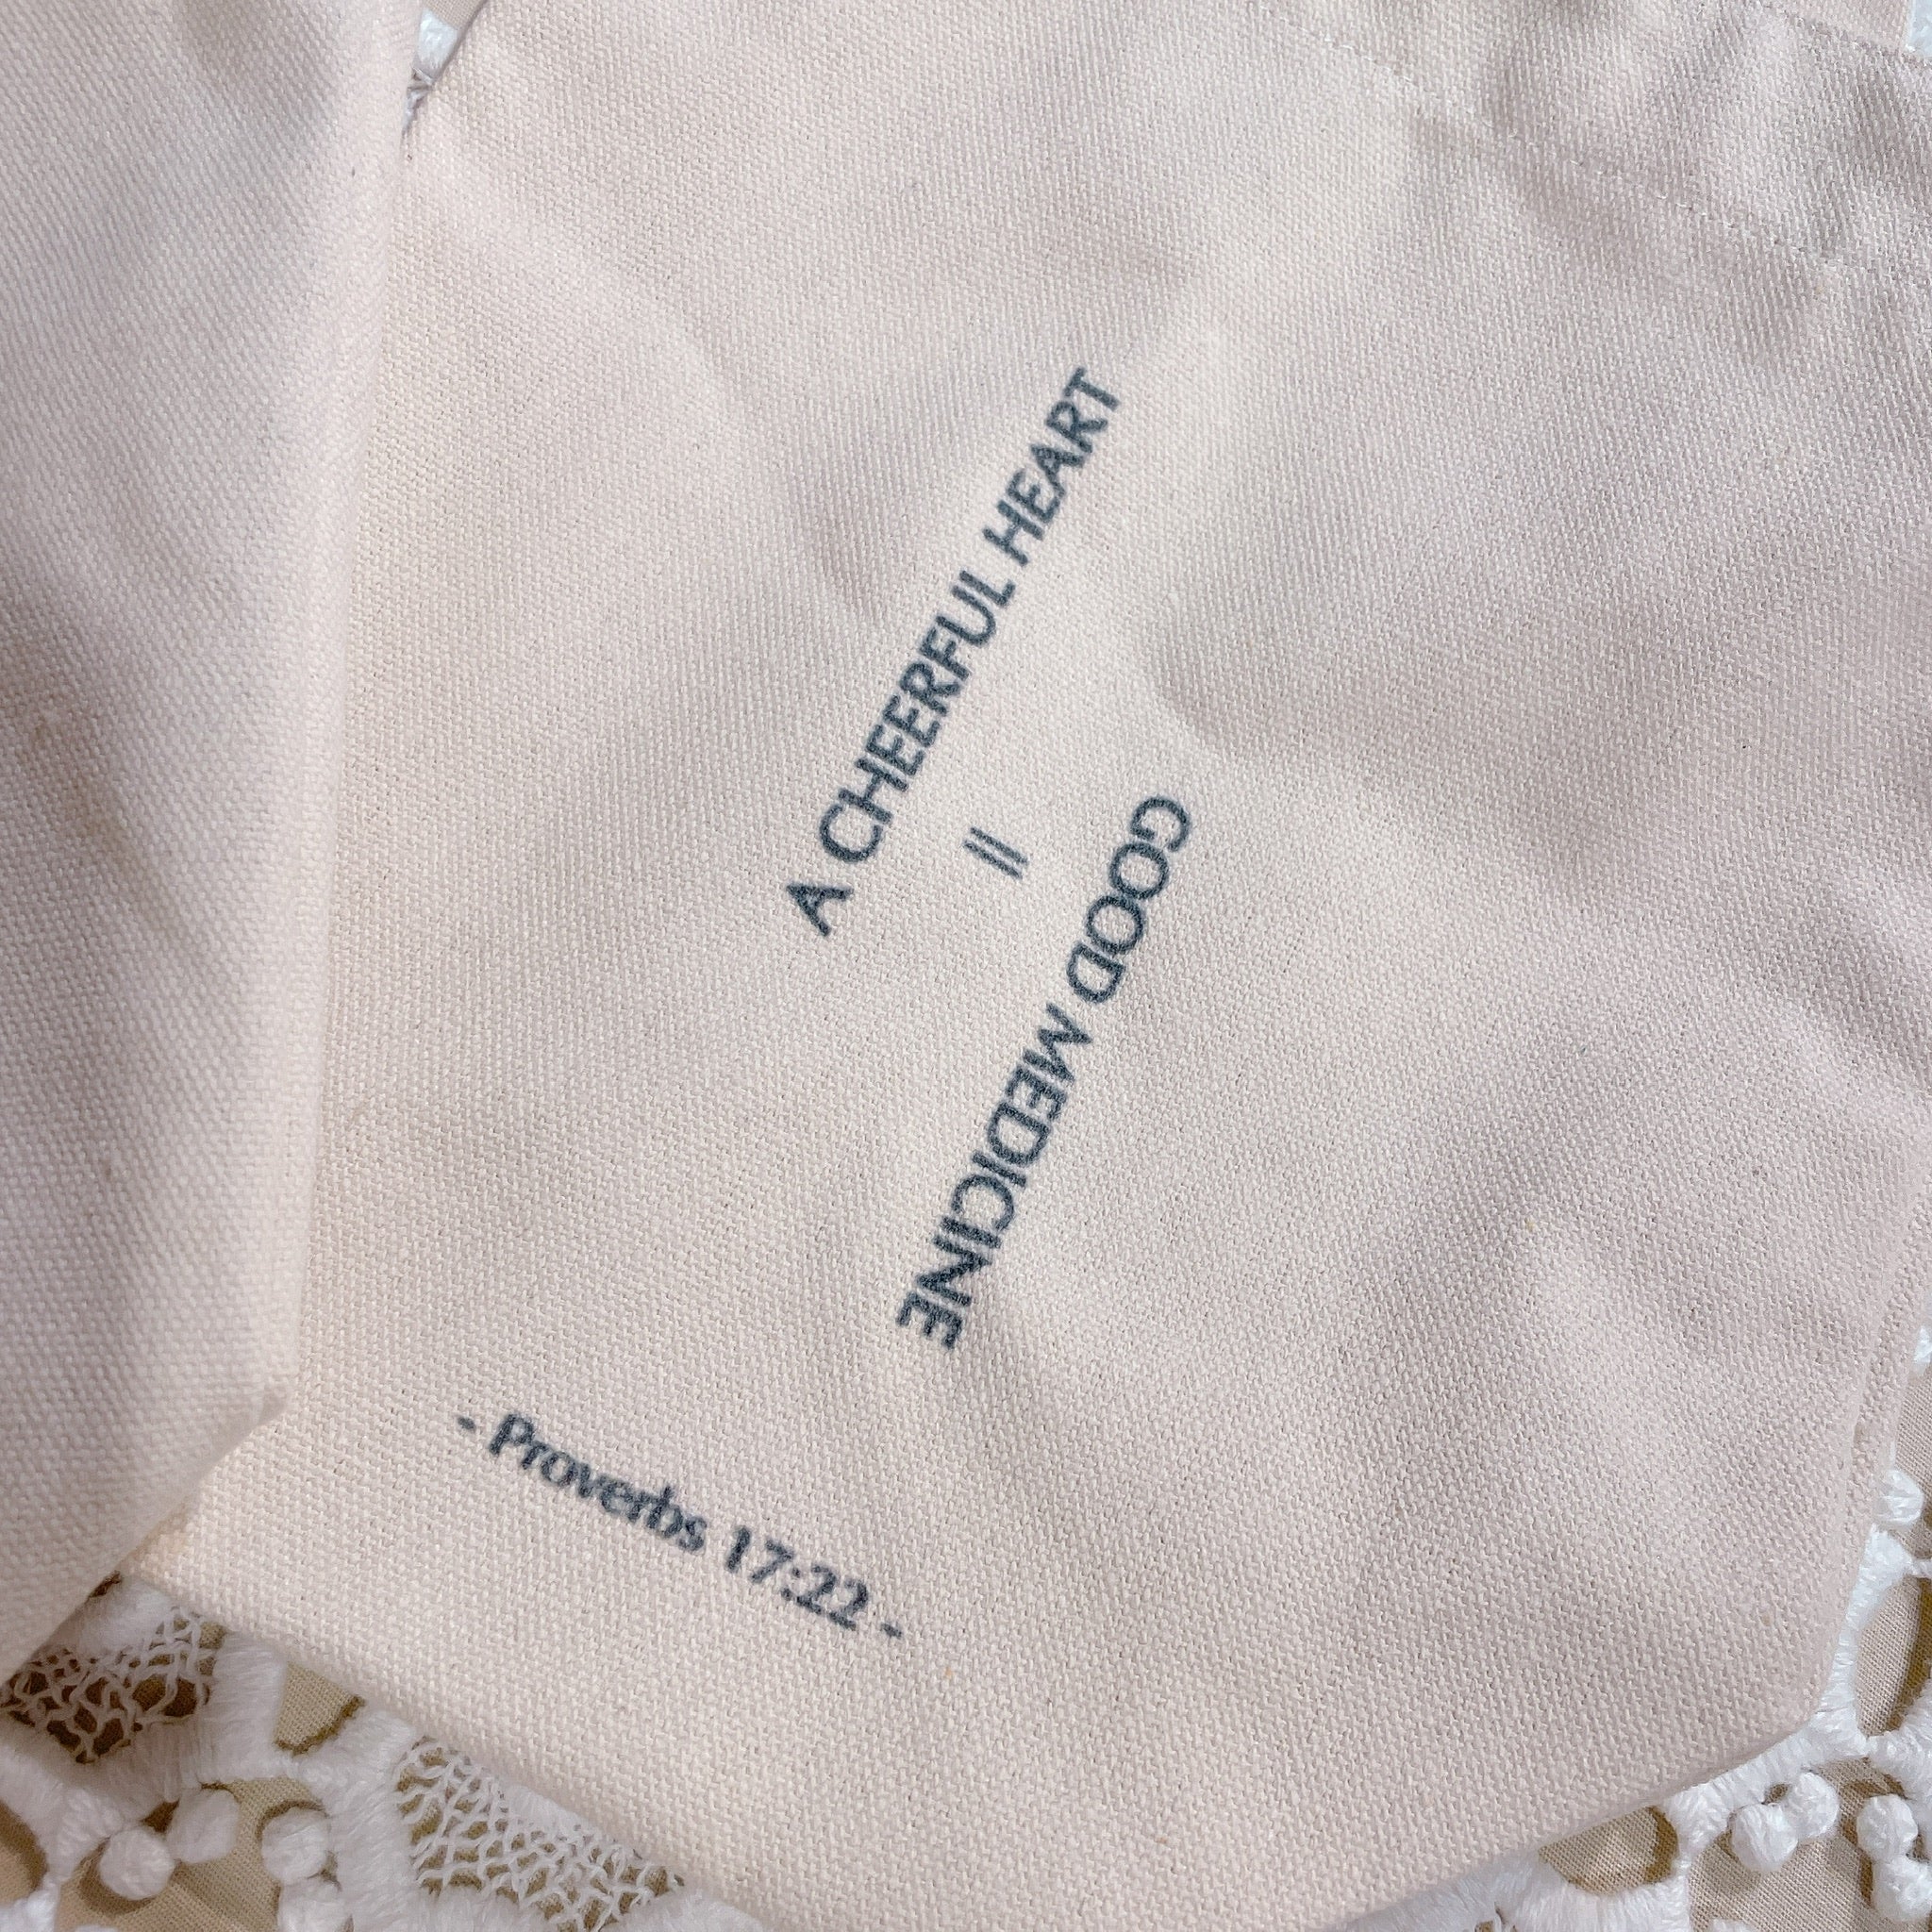 A CHEERFUL HEART
=
GOOD MEDICINE
- Proverbs 17:22 -